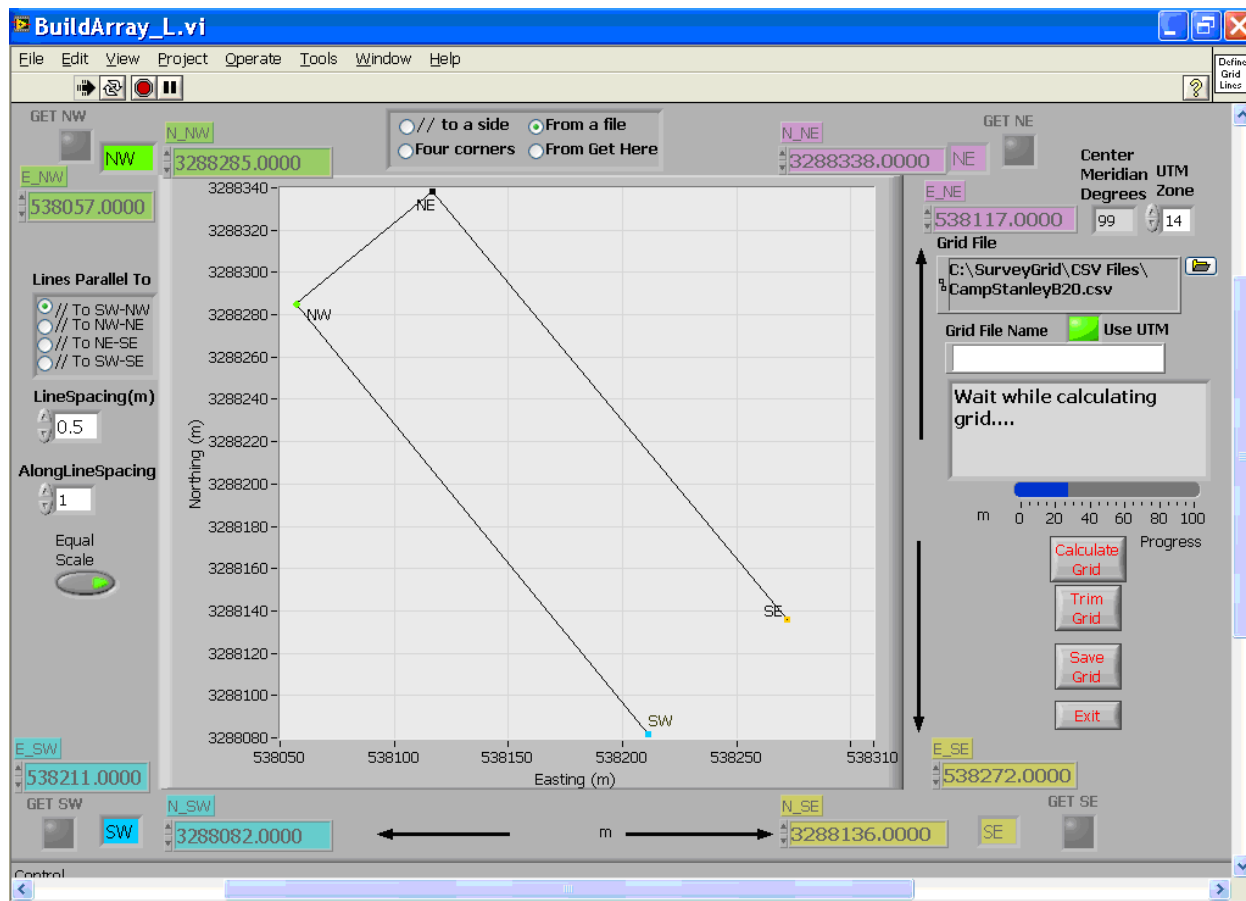 BuildArray_L.vi
File Edit View Project Operate Tools Window Help
Define
Grid
Lines
GET NW
N_NW
NW
3288285.0000
E_NW
538057.0000
// to a side From a file
Four corners From Get Here
N_NE
3288338.0000
NE
GET NE
E_NE
538117.0000
Center
Meridian
Degrees
99
UTM
Zone
14
Grid File
C:\SurveyGrid\CSV Files\
CampStanleyB20.csv
Grid File Name
Use UTM
Wait while calculating
grid....
m
0 20 40 60 80 100
Progress
Calculate
Grid
Trim
Grid
Save
Grid
Exit
Lines Parallel To
// To SW-NW
// To NW-NE
// To NE-SE
// To SW-SE
LineSpacing(m)
0.5
AlongLineSpacing
1
Equal
Scale
Northing (m)
3288340
3288320
3288300
3288280
3288260
3288240
3288220
3288200
3288180
3288160
3288140
3288120
3288100
3288080
NE
NW
SE
SW
538050 538100 538150 538200 538250 538310
Easting (m)
E_SW
538211.0000
GET SW
SW
N_SW
3288082.0000
m
E_SE
538272.0000
N_SE
3288136.0000
SE
GET SE
Control